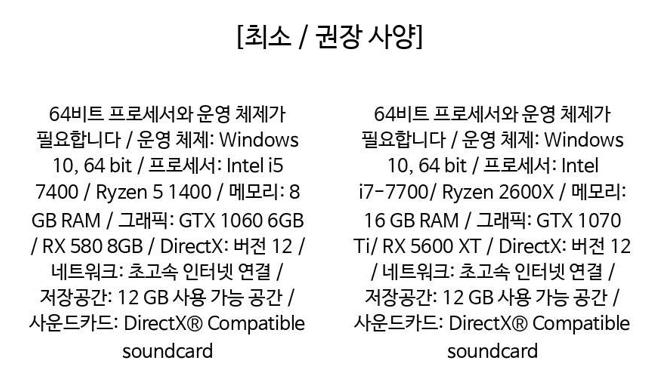 [최소 / 권장 사양]
64비트 프로세서와 운영 체제가
필요합니다 / 운영 체제: Windows
10, 64 bit / 프로세서: Intel i5
7400 / Ryzen 5 1400 / 메모리: 8
GB RAM / 그래픽: GTX 1060 6GB
/ RX 580 8GB / DirectX: 버전 12 /
네트워크: 초고속 인터넷 연결 /
저장공간: 12 GB 사용 가능 공간 /
사운드카드: DirectX® Compatible
soundcard
64비트 프로세서와 운영 체제가
필요합니다 / 운영 체제: Windows
10, 64 bit / 프로세서: Intel
i7-7700/ Ryzen 2600X / 메모리:
16 GB RAM / 그래픽: GTX 1070
Ti/ RX 5600 XT / DirectX: 버전 12
/ 네트워크: 초고속 인터넷 연결 /
저장공간: 12 GB 사용 가능 공간 /
사운드카드: DirectX® Compatible
soundcard